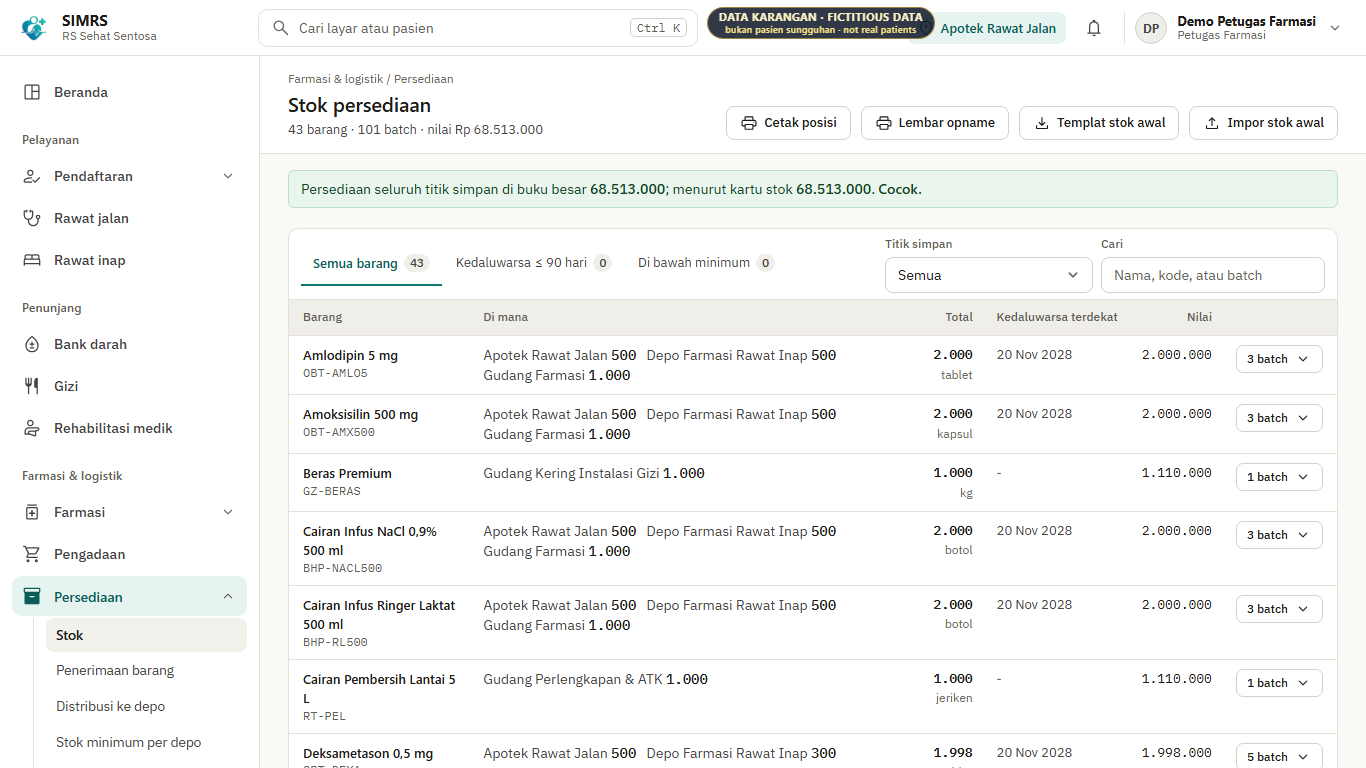 SIMRS
RS Sehat Sentosa
Cari layar atau pasien
Ctrl K
DATA KARANGAN - FICTITIOUS DATA
bukan pasien sungguhan - not real patients
Apotek Rawat Jalan
DP
Demo Petugas Farmasi
Petugas Farmasi
Beranda
Pelayanan
Pendaftaran
Rawat jalan
Rawat inap
Penunjang
Bank darah
Gizi
Rehabilitasi medik
Farmasi & logistik
Farmasi
Pengadaan
Persediaan
Stok
Penerimaan barang
Distribusi ke depo
Stok minimum per depo
Farmasi & logistik / Persediaan
Stok persediaan
43 barang · 101 batch · nilai Rp 68.513.000
Cetak posisi
Lembar opname
Templat stok awal
Impor stok awal
Persediaan seluruh titik simpan di buku besar 68.513.000; menurut kartu stok 68.513.000. Cocok.
Semua barang 43
Kedaluwarsa ≤ 90 hari 0
Di bawah minimum 0
Titik simpan
Semua
Cari
Nama, kode, atau batch
Barang Di mana Total Kedaluwarsa terdekat Nilai
Amlodipin 5 mg
OBT-AMLO5
Apotek Rawat Jalan 500 Depo Farmasi Rawat Inap 500
Gudang Farmasi 1.000
2.000
tablet
20 Nov 2028
2.000.000
3 batch
Amoksisilin 500 mg
OBT-AMX500
Apotek Rawat Jalan 500 Depo Farmasi Rawat Inap 500
Gudang Farmasi 1.000
2.000
kapsul
20 Nov 2028
2.000.000
3 batch
Beras Premium
GZ-BERAS
Gudang Kering Instalasi Gizi 1.000
1.000
kg
-
1.110.000
1 batch
Cairan Infus NaCl 0,9%
500 ml
BHP-NACL500
Apotek Rawat Jalan 500 Depo Farmasi Rawat Inap 500
Gudang Farmasi 1.000
2.000
botol
20 Nov 2028
2.000.000
3 batch
Cairan Infus Ringer Laktat
500 ml
BHP-RL500
Apotek Rawat Jalan 500 Depo Farmasi Rawat Inap 500
Gudang Farmasi 1.000
2.000
botol
20 Nov 2028
2.000.000
3 batch
Cairan Pembersih Lantai 5
L
RT-PEL
Gudang Perlengkapan & ATK 1.000
1.000
jeriken
-
1.110.000
1 batch
Deksametason 0,5 mg
Apotek Rawat Jalan 500 Depo Farmasi Rawat Inap 300
1.998
20 Nov 2028
1.998.000
5 batch